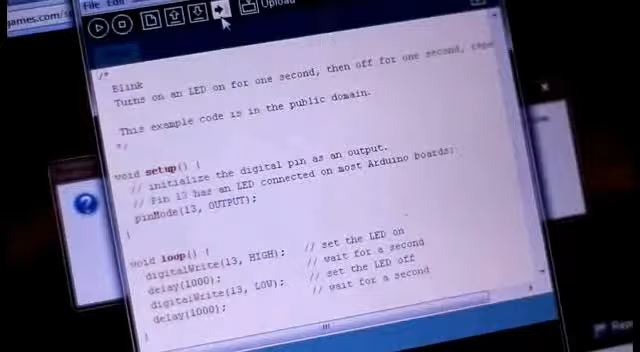 games.com/s
File Edit
Upload
/*
Blink
Turns on an LED on for one second, then off for one second, repe
This example code is in the public domain.
*/
void setup() {
// initialize the digital pin as an output.
// Pin 13 has an LED connected on most Arduino boards:
pinMode(13, OUTPUT);
}
void loop() {
digitalWrite(13, HIGH); // set the LED on
delay(1000); // wait for a second
digitalWrite(13, LOW); // set the LED off
delay(1000); // wait for a second
}